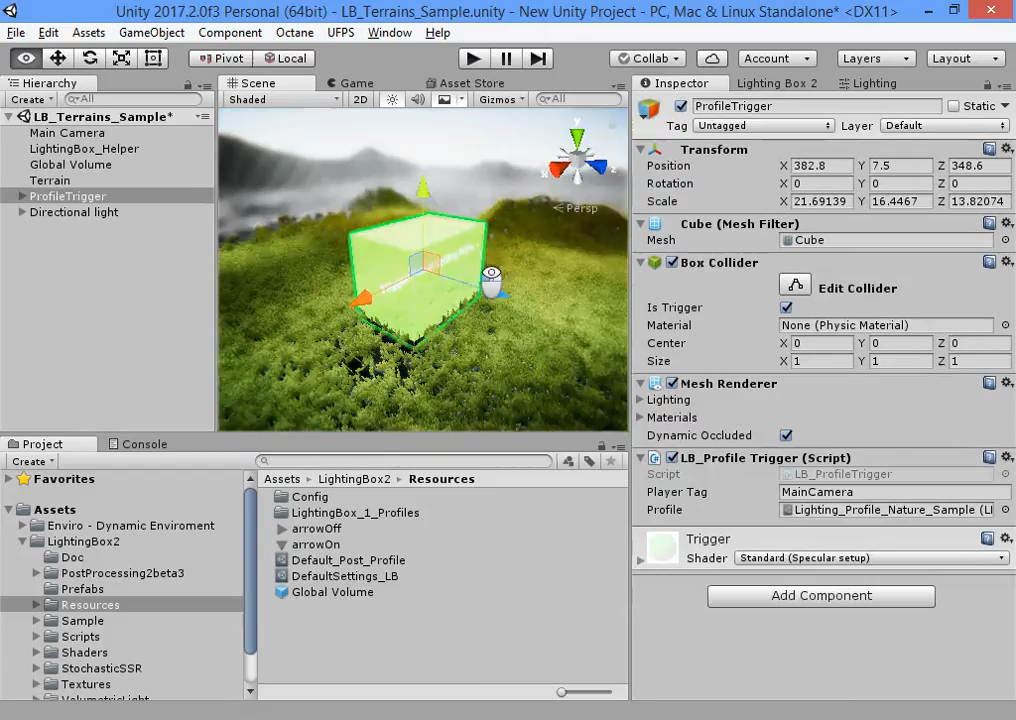 Unity 2017.2.0f3 Personal (64bit) - LB_Terrains_Sample.unity - New Unity Project - PC, Mac & Linux Standalone* <DX11>
File Edit Assets GameObject Component Octane UFPS Window Help
Pivot Local Collab Account Layers Layout
Hierarchy
Create All
LB_Terrains_Sample*
Main Camera
LightingBox_Helper
Global Volume
Terrain
ProfileTrigger
Directional light
Scene Game Asset Store
Shaded 2D Gizmos All
y
x z
Persp
Inspector Lighting Box 2 Lighting
ProfileTrigger Static
Tag Untagged Layer Default
Transform
Position X 382.8 Y 7.5 Z 348.6
Rotation X 0 Y 0 Z 0
Scale X 21.69139 Y 16.4467 Z 13.82074
Cube (Mesh Filter)
Mesh Cube
Box Collider
Edit Collider
Is Trigger
Material None (Physic Material)
Center X 0 Y 0 Z 0
Size X 1 Y 1 Z 1
Mesh Renderer
Lighting
Materials
Dynamic Occluded
LB_Profile Trigger (Script)
Script LB_ProfileTrigger
Player Tag MainCamera
Profile Lighting_Profile_Nature_Sample (LI
Trigger
Shader Standard (Specular setup)
Add Component
Project Console
Create
Favorites
Assets
Enviro - Dynamic Enviroment
LightingBox2
Doc
PostProcessing2beta3
Prefabs
Resources
Sample
Scripts
Shaders
StochasticSSR
Textures
VolumetricLight
Assets LightingBox2 Resources
Config
LightingBox_1_Profiles
arrowOff
arrowOn
Default_Post_Profile
DefaultSettings_LB
Global Volume